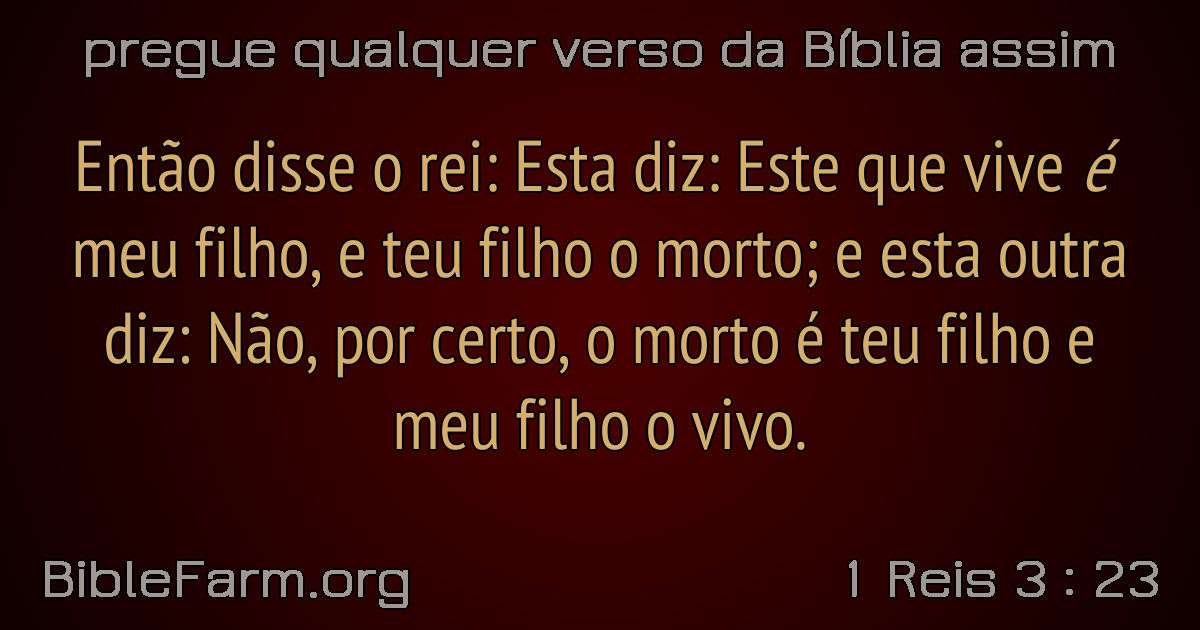 pregue qualquer verso da Bíblia assim
Então disse o rei: Esta diz: Este que vive é
meu filho, e teu filho o morto; e esta outra
diz: Não, por certo, o morto é teu filho e
meu filho o vivo.
BibleFarm.org
1 Reis 3 : 23